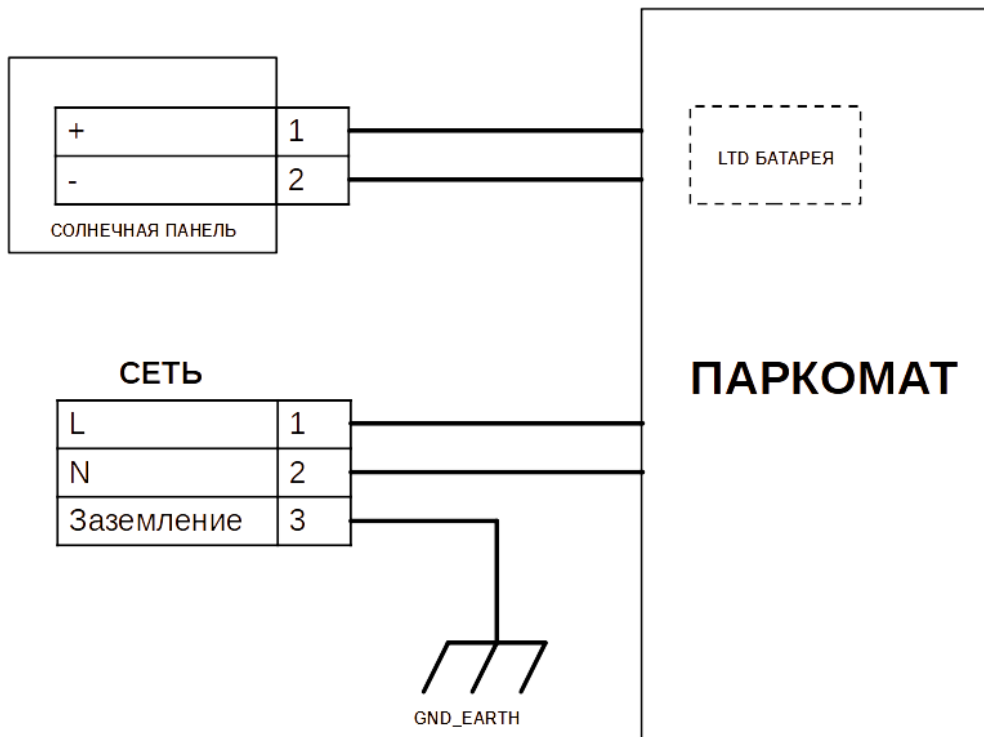 + 1
- 2
СОЛНЕЧНАЯ ПАНЕЛЬ
LTD БАТАРЕЯ
СЕТЬ
L 1
N 2
Заземление 3
GND_EARTH
ПАРКОМАТ